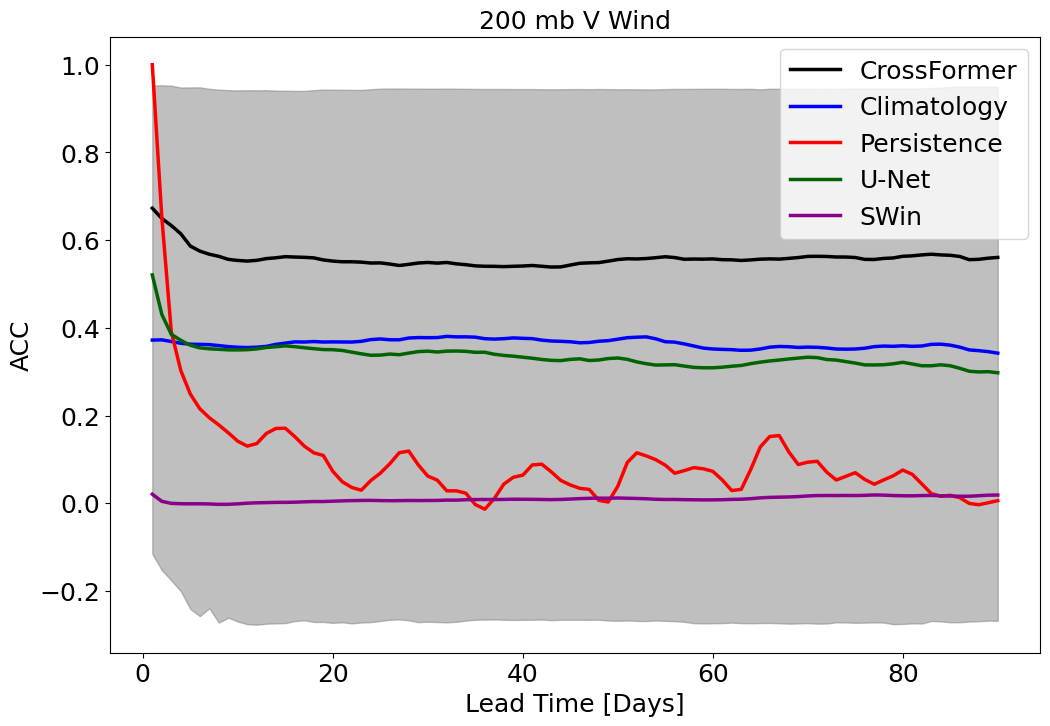 200 mb V Wind
CrossFormer
Climatology
Persistence
U-Net
SWin
ACC
1.0
0.8
0.6
0.4
0.2
0.0
−0.2
0 20 40 60 80
Lead Time [Days]